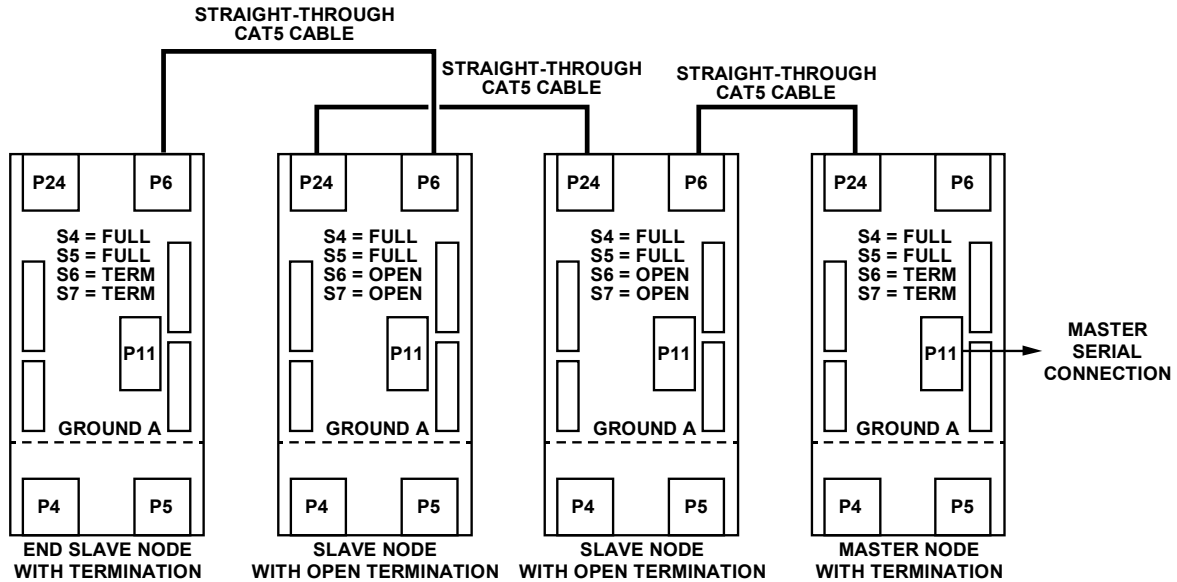 STRAIGHT-THROUGH
CAT5 CABLE
STRAIGHT-THROUGH
CAT5 CABLE
STRAIGHT-THROUGH
CAT5 CABLE
P24
P6
S4 = FULL
S5 = FULL
S6 = TERM
S7 = TERM
P11
GROUND A
P4
P5
END SLAVE NODE
WITH TERMINATION
P24
P6
S4 = FULL
S5 = FULL
S6 = OPEN
S7 = OPEN
P11
GROUND A
P4
P5
SLAVE NODE
WITH OPEN TERMINATION
P24
P6
S4 = FULL
S5 = FULL
S6 = OPEN
S7 = OPEN
P11
GROUND A
P4
P5
SLAVE NODE
WITH OPEN TERMINATION
P24
P6
S4 = FULL
S5 = FULL
S6 = TERM
S7 = TERM
P11
GROUND A
P4
P5
MASTER NODE
WITH TERMINATION
MASTER
SERIAL
CONNECTION